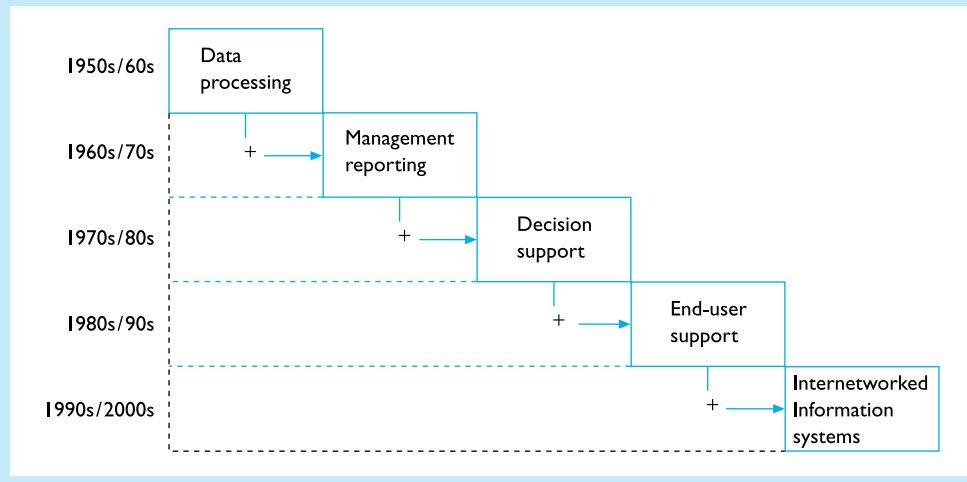 1950s/60s
Data
processing
1960s/70s
+
Management
reporting
1970s/80s
+
Decision
support
1980s/90s
+
End-user
support
1990s/2000s
+
Internetworked
Information
systems